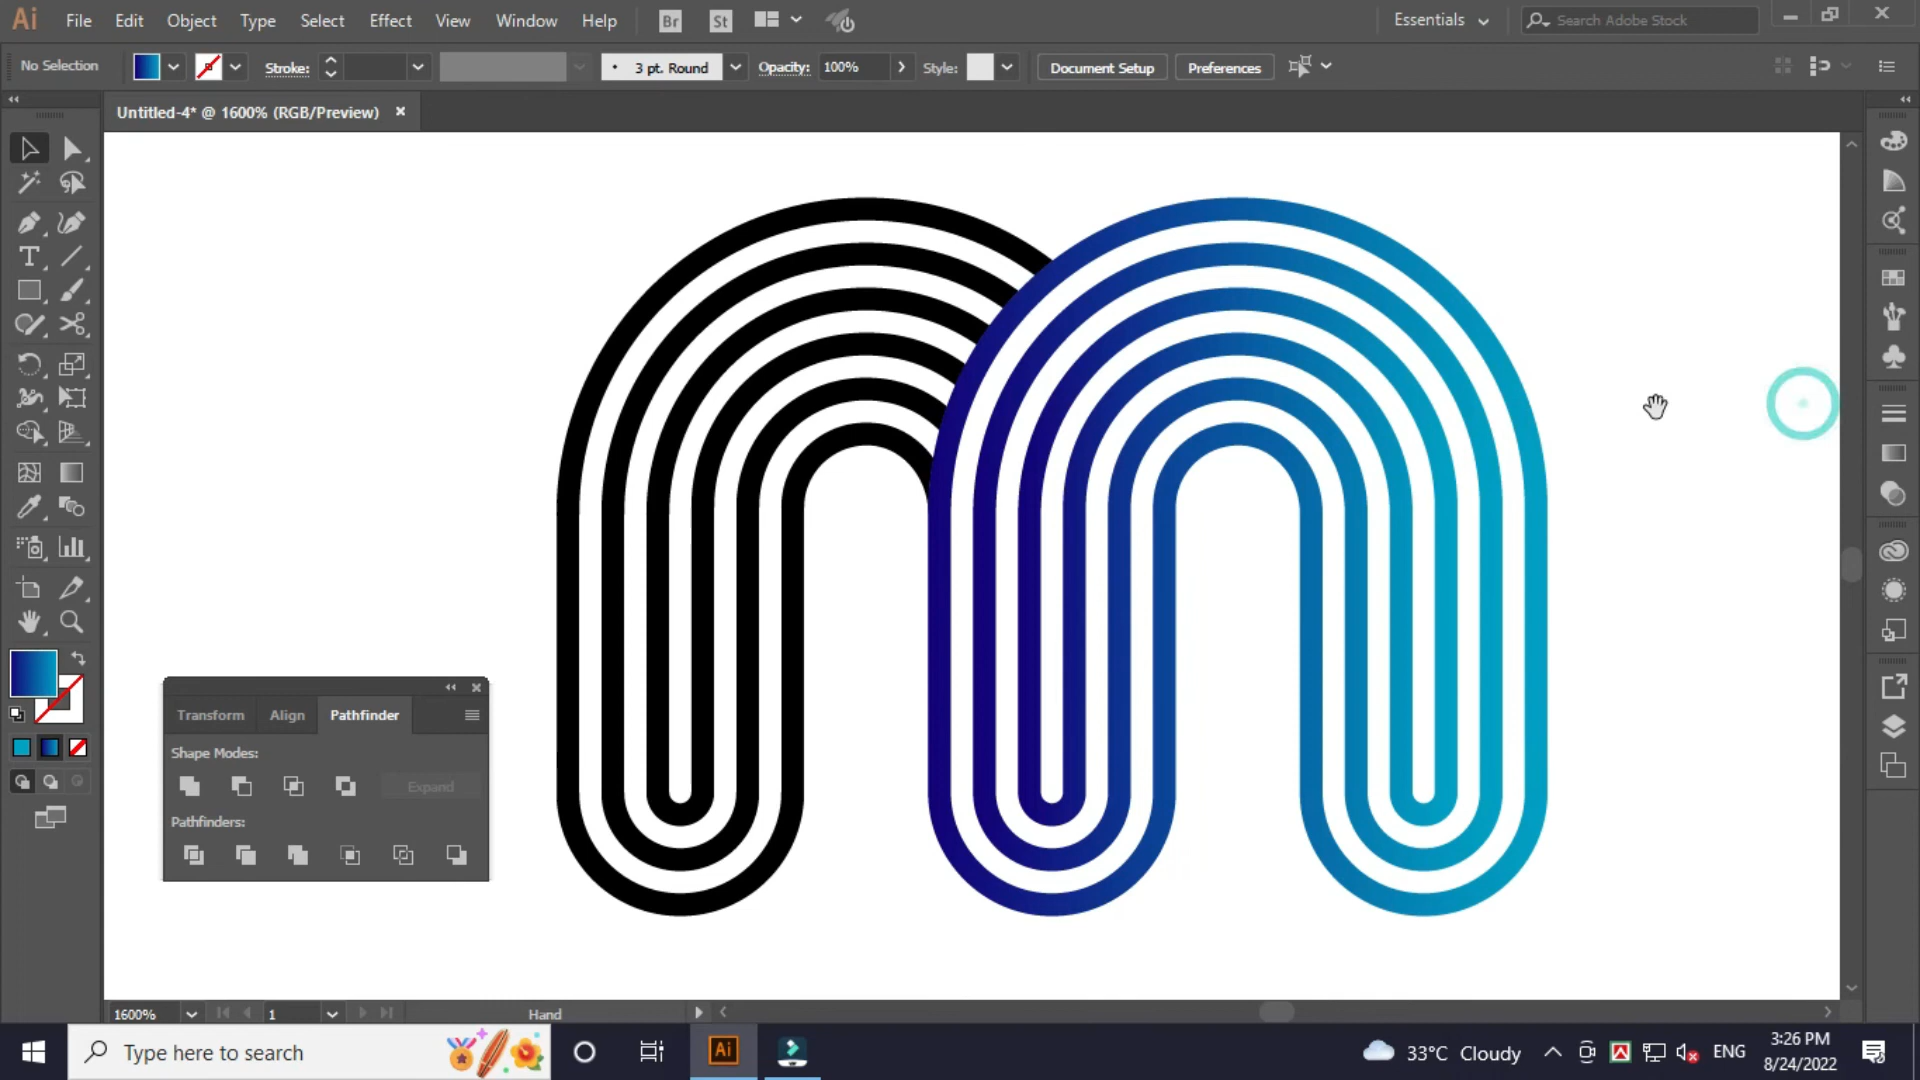 Ai File Edit Object Type Select Effect View Window Help Br St Essentials Search Adobe Stock
No Selection Stroke: 3 pt. Round Opacity: 100% Style: Document Setup Preferences
Untitled-4* @ 1600% (RGB/Preview)
Transform Align Pathfinder
Shape Modes:
Expand
Pathfinders:
1600% 1 Hand
Type here to search Ai 33°C Cloudy ENG 3:26 PM
8/24/2022